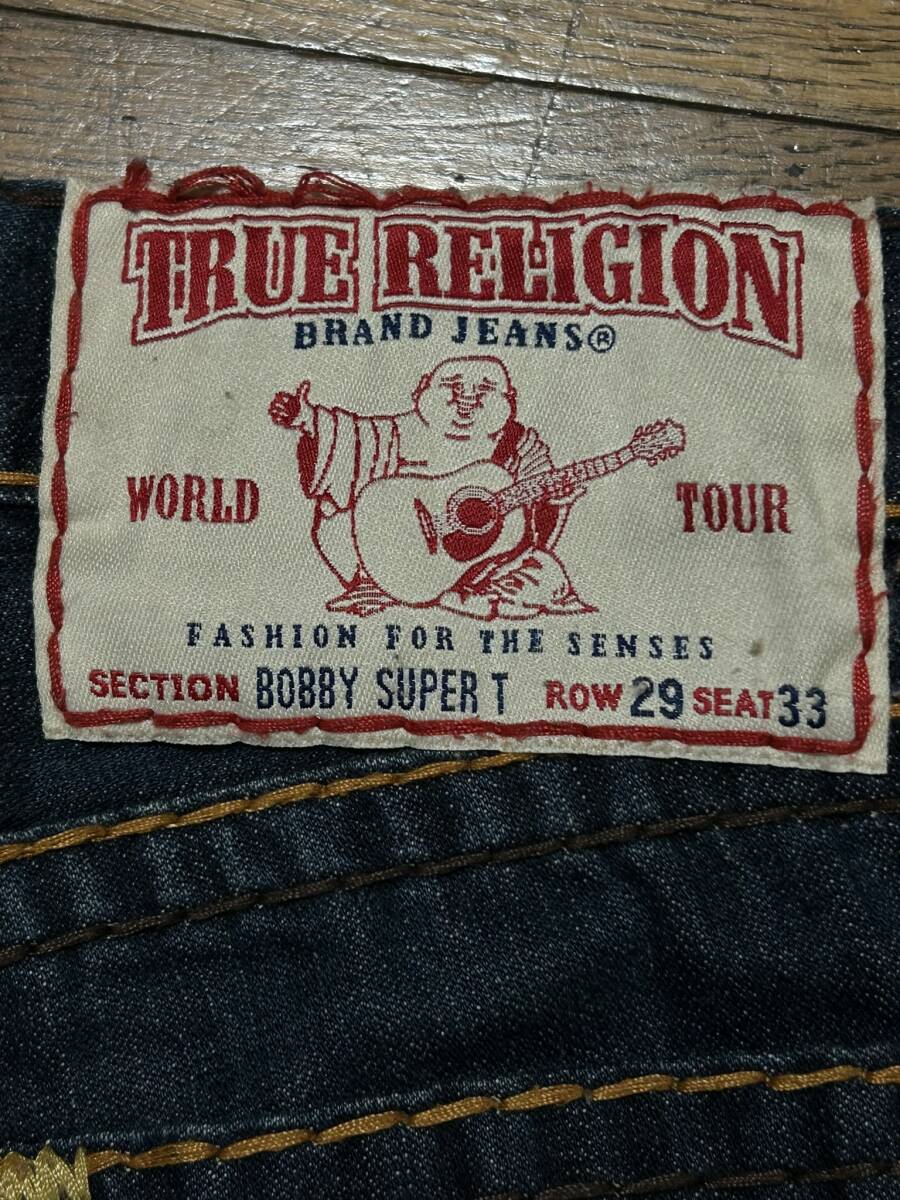 TRUE RELIGION
BRAND JEANS®
WORLD TOUR
FASHION FOR THE SENSES
SECTION BOBBY SUPER T ROW 29 SEAT 33